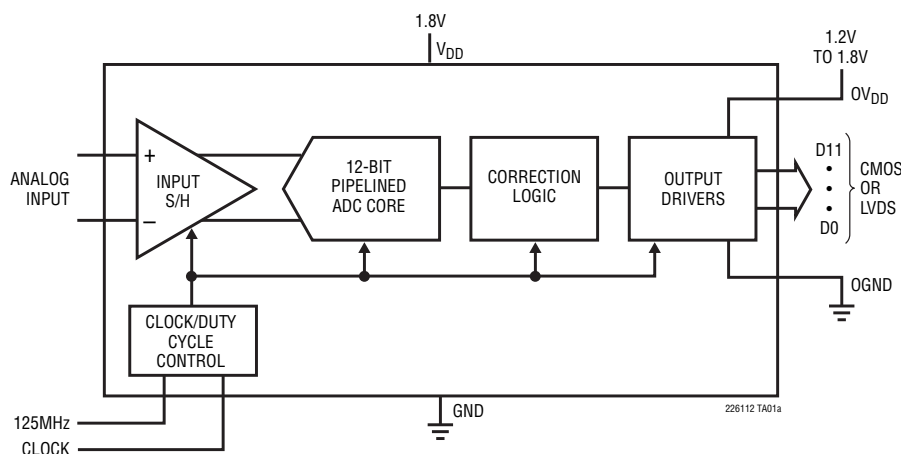 1.8V
VDD
1.2V
TO 1.8V
OVDD
ANALOG
INPUT
+
−
INPUT
S/H
12-BIT
PIPELINED
ADC CORE
CORRECTION
LOGIC
OUTPUT
DRIVERS
D11
•
•
•
D0
CMOS
OR
LVDS
OGND
CLOCK/DUTY
CYCLE
CONTROL
125MHz
CLOCK
GND
226112 TA01a